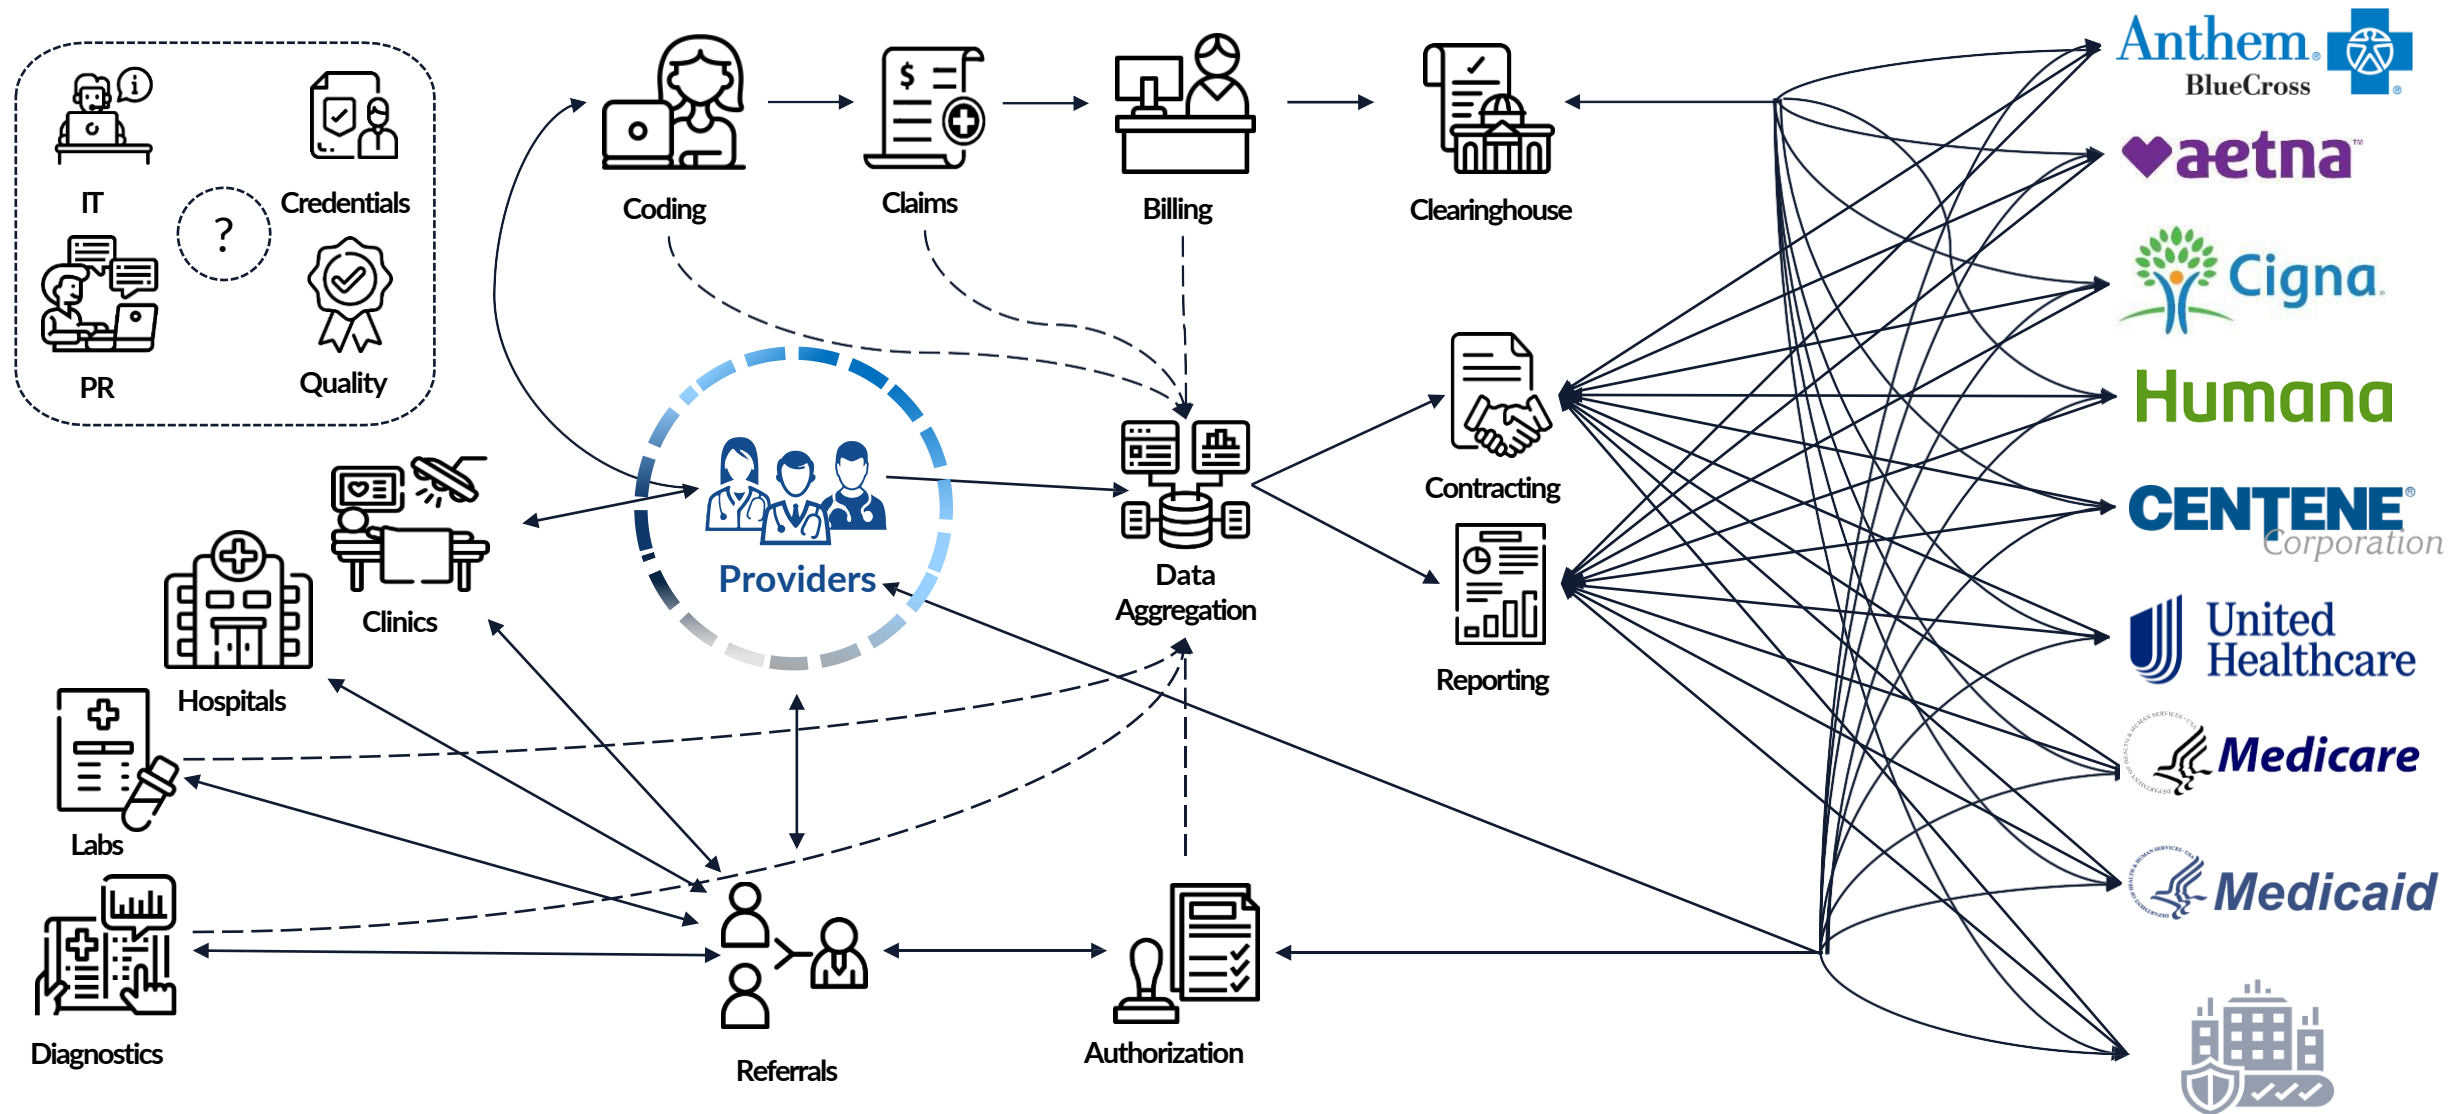 IT
Credentials
?
PR
Quality
Coding
Claims
$
Billing
Clearinghouse
Anthem®
BlueCross
®
aetna™
Cigna®
Humana
CENTENE®
Corporation
United
Healthcare
Medicare
Medicaid
Contracting
Reporting
Data
Aggregation
Providers
Clinics
Hospitals
Labs
Diagnostics
Referrals
Authorization